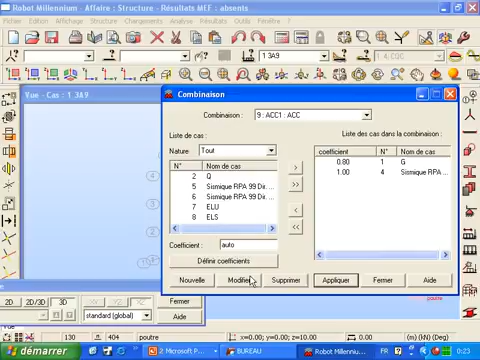 Robot Millennium - Affaire : Structure - Résultats MEF : absents
Fichier Edition Affichage Structure Chargements Analyse Résultats Outils Fenêtre ?
1 3A9
Vue - Cas : 1 3A9
Combinaison
Combinaison : 9 : ACC1 : ACC
Liste de cas :
Nature Tout
N° Nom de cas
2 Q
5 Sismique RPA 99 Dir. ...
6 Sismique RPA 99 Dir. ...
7 ELU
8 ELS
Coefficient : auto
Définir coefficients
>
>>
<
<<
Liste des cas dans la combinaison :
coefficient N° Nom de cas
0.80 1 G
1.00 4 Sismique RPA ...
Nouvelle Modifier Supprimer Appliquer Fermer Aide
2D 2D/3D 3D
Fermer
standard (global)
Aide
poutre
Vue
130 404 poutre
x=0.00; y=0.00; z=10.00
0.00
(m) (kN) (Deg)
démarrer
2 Microsoft P...
BUREAU
Robot Millennium - ...
FR
0:23